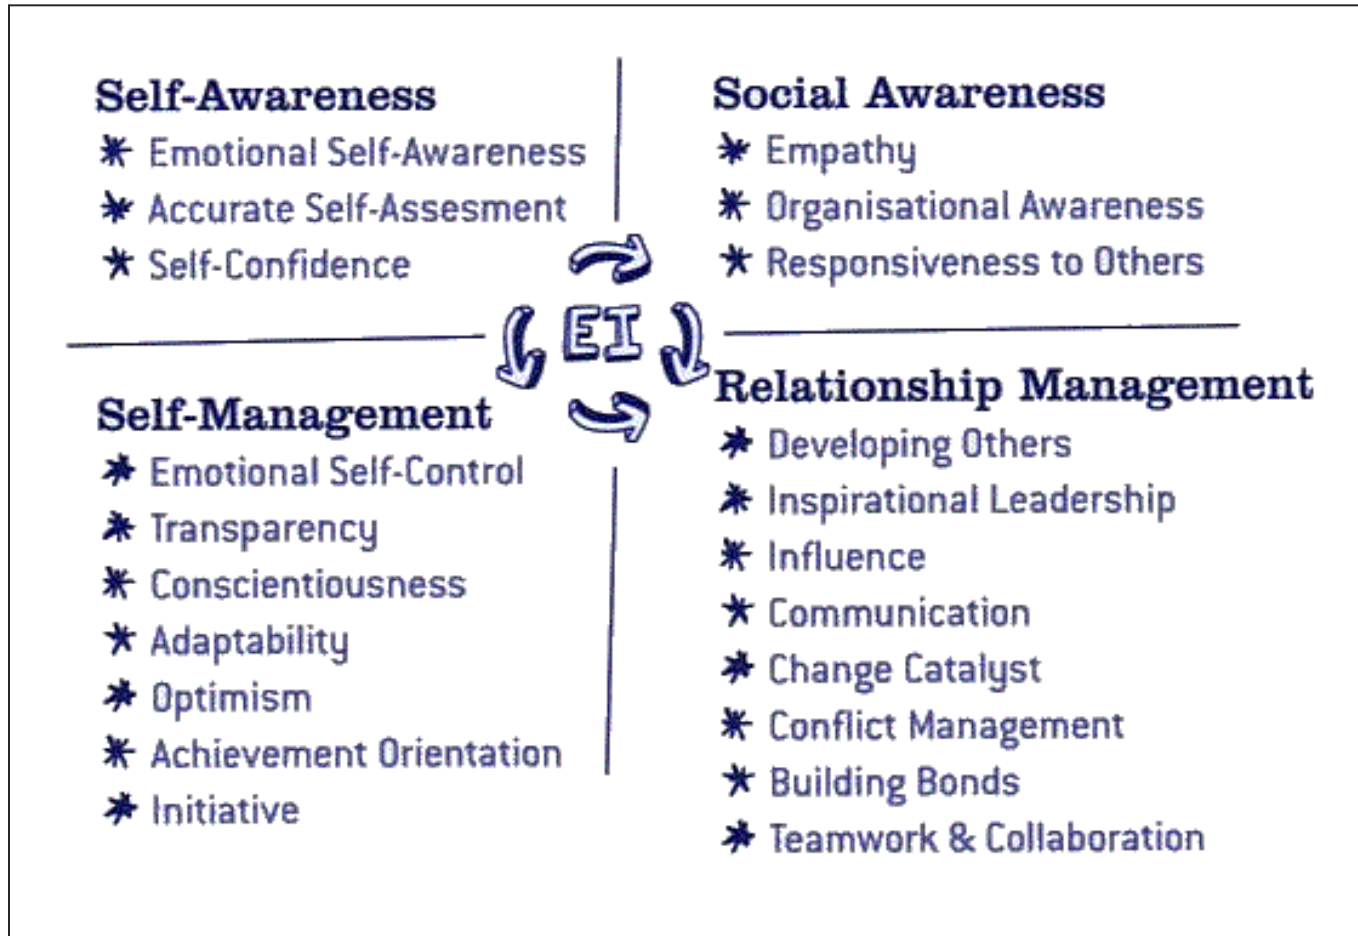 Self-Awareness
* Emotional Self-Awareness
* Accurate Self-Assesment
* Self-Confidence
Social Awareness
* Empathy
* Organisational Awareness
* Responsiveness to Others
EI
Self-Management
* Emotional Self-Control
* Transparency
* Conscientiousness
* Adaptability
* Optimism
* Achievement Orientation
* Initiative
Relationship Management
* Developing Others
* Inspirational Leadership
* Influence
* Communication
* Change Catalyst
* Conflict Management
* Building Bonds
* Teamwork & Collaboration